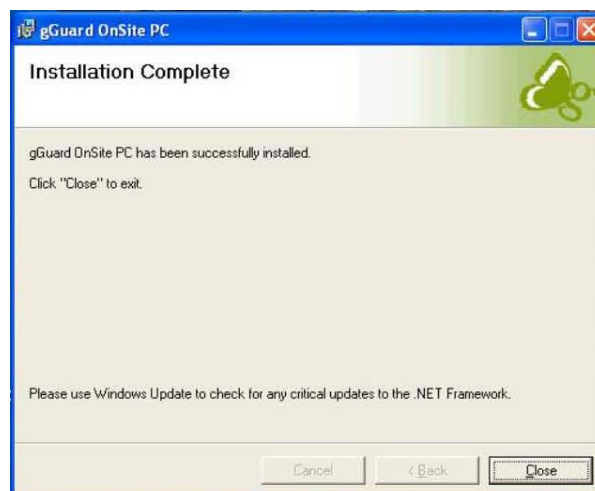 gGuard OnSite PC
Installation Complete
gGuard OnSite PC has been successfully installed.
Click "Close" to exit.
Please use Windows Update to check for any critical updates to the .NET Framework.
Cancel
< Back
Close